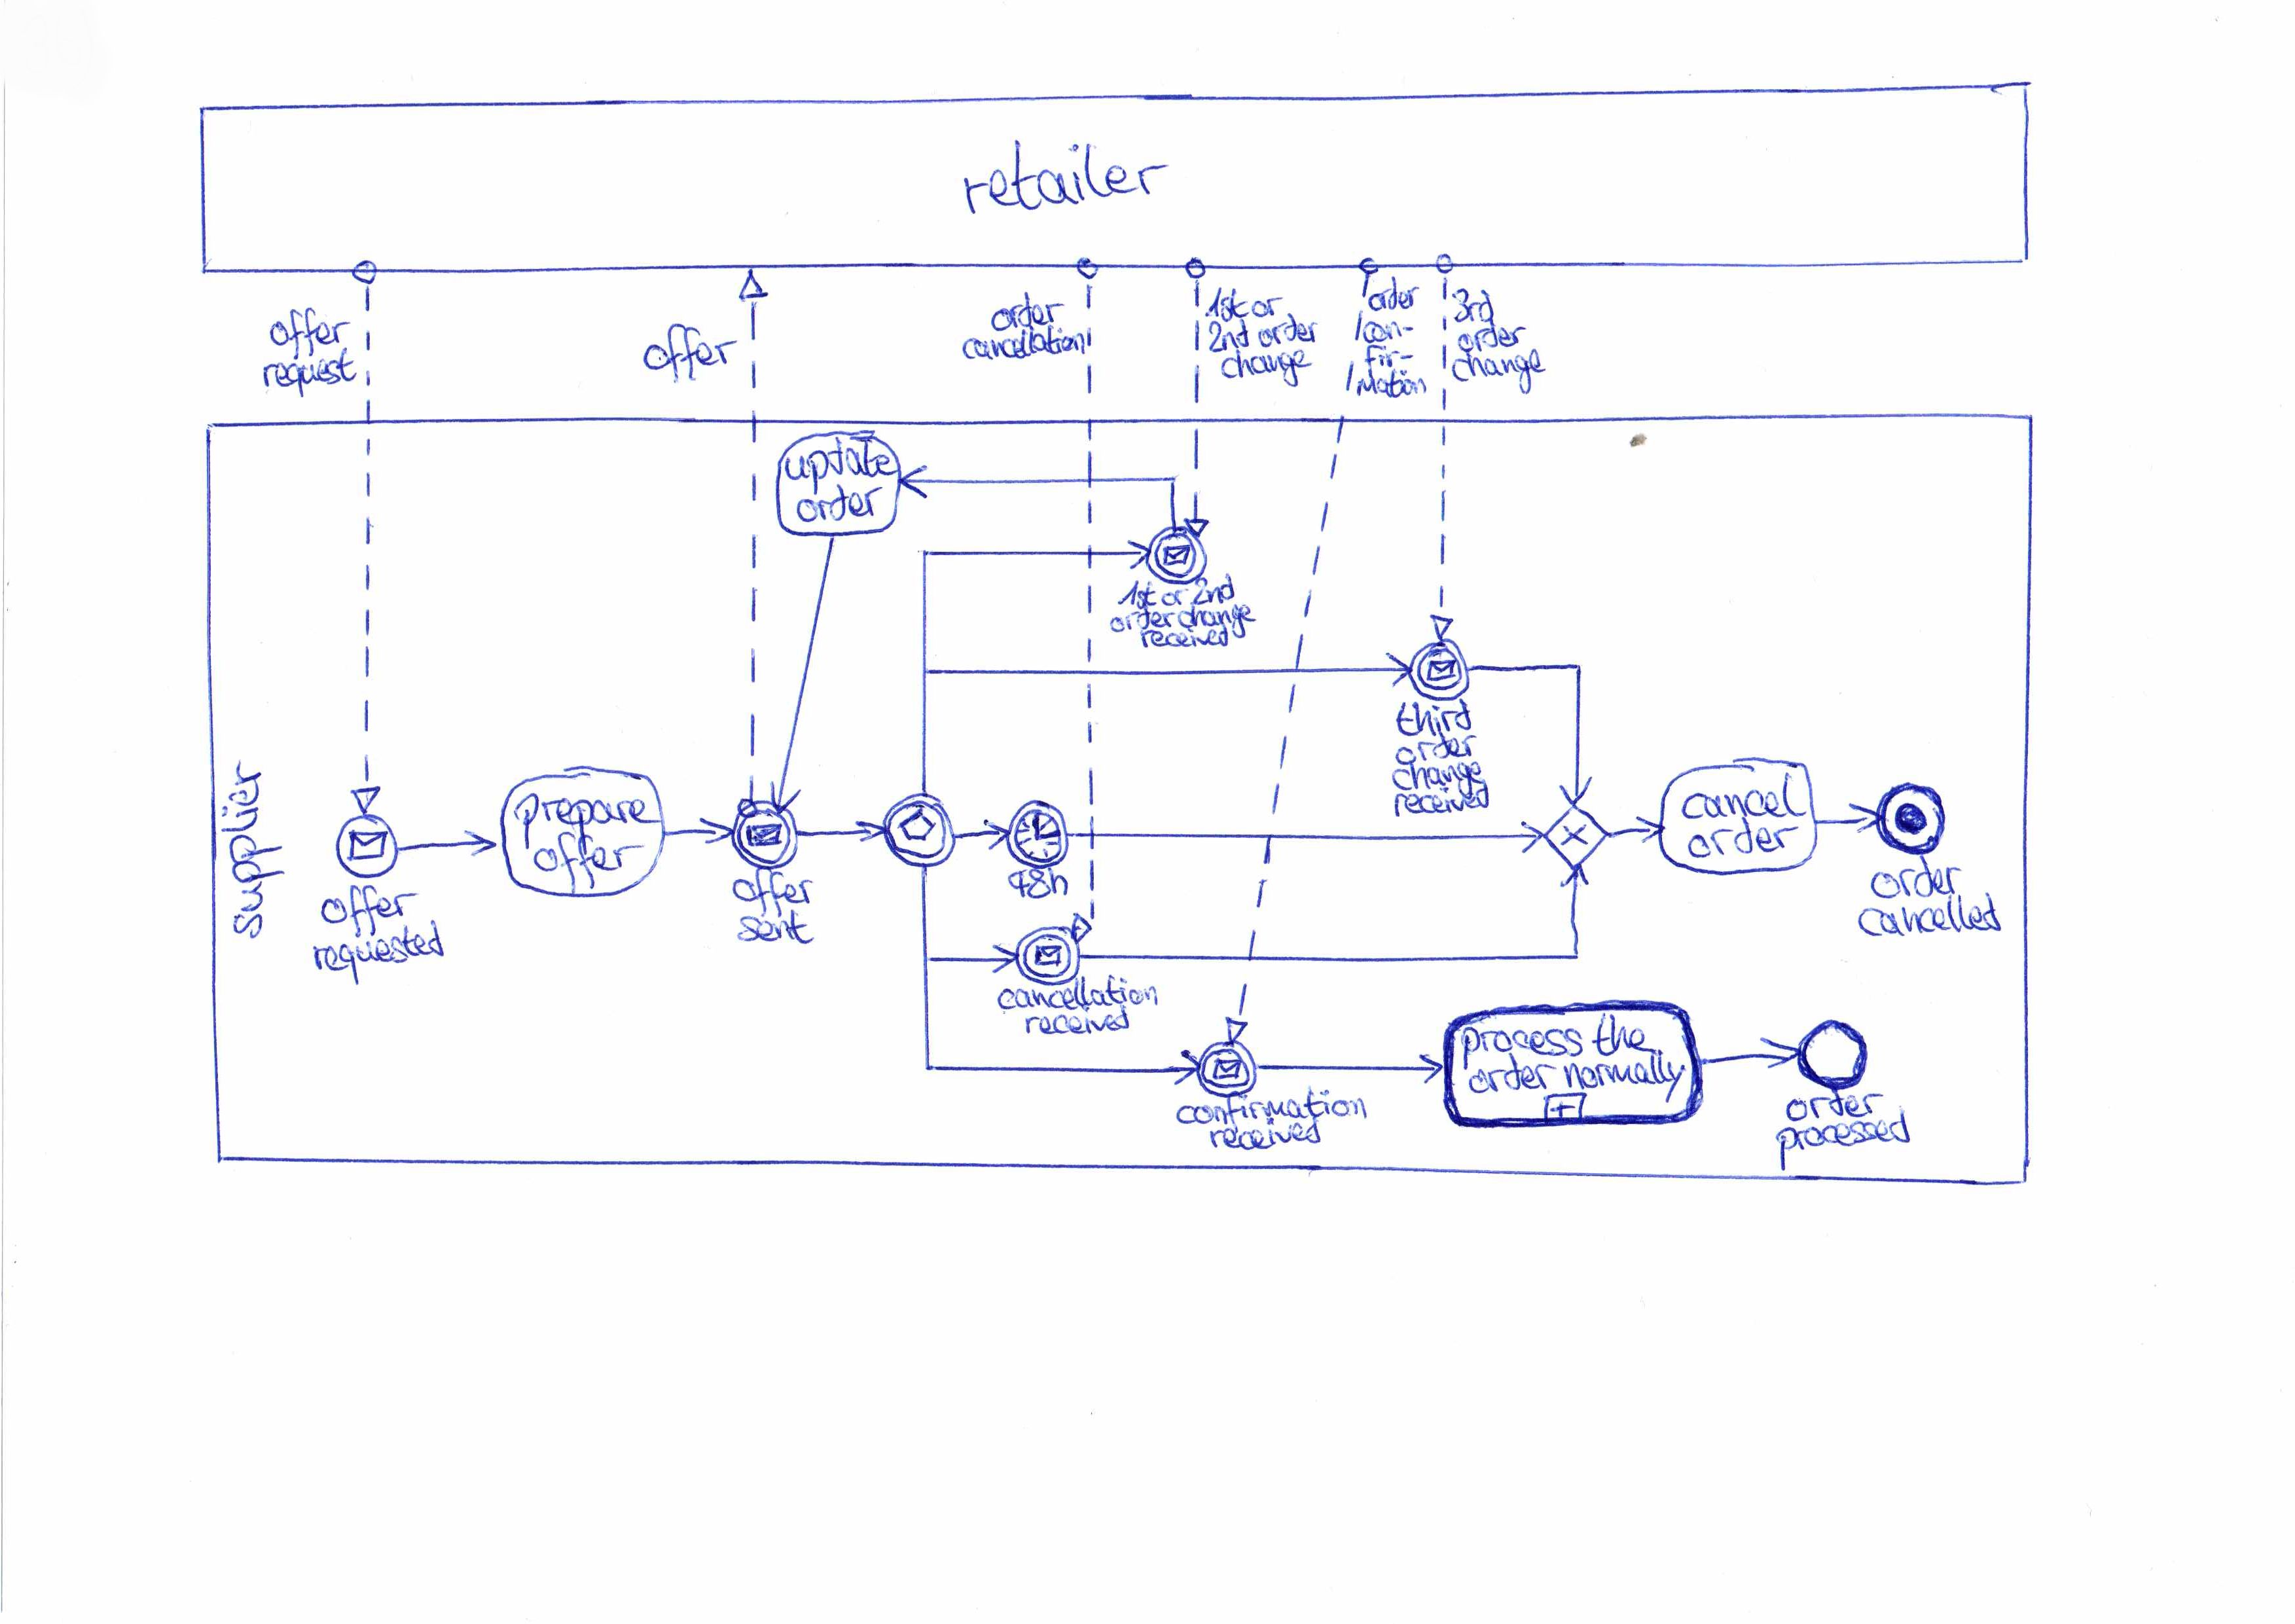 retailer
offer
request
offer
order
cancellation
1st or
2nd order
change
order
con-
fir-
mation
3rd
order
change
update
order
1st or 2nd
order change
received
third
order
change
received
supplier
offer
requested
prepare
offer
offer
sent
48h
cancel
order
order
cancelled
cancellation
received
confirmation
received
process the
order normally
order
processed